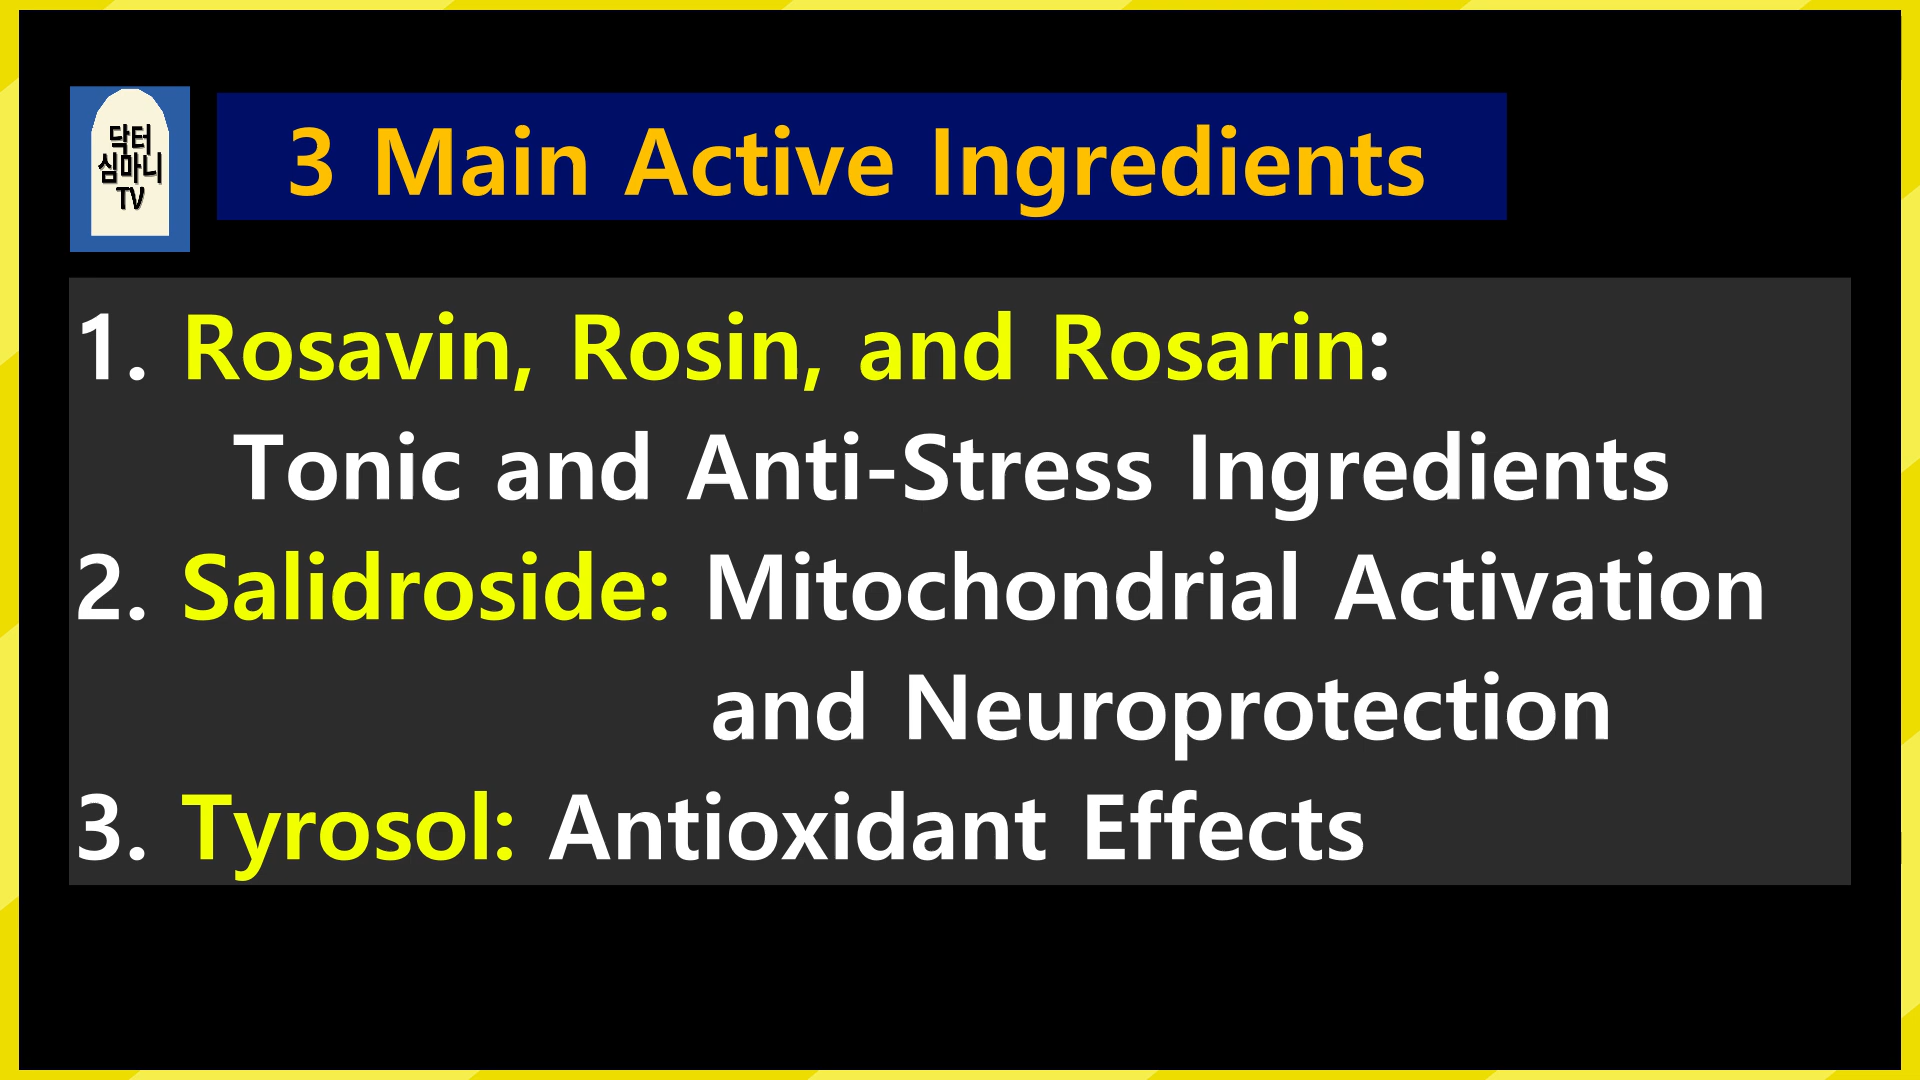 닥터
심마니
TV
3 Main Active Ingredients
1. Rosavin, Rosin, and Rosarin:
Tonic and Anti-Stress Ingredients
2. Salidroside: Mitochondrial Activation
and Neuroprotection
3. Tyrosol: Antioxidant Effects